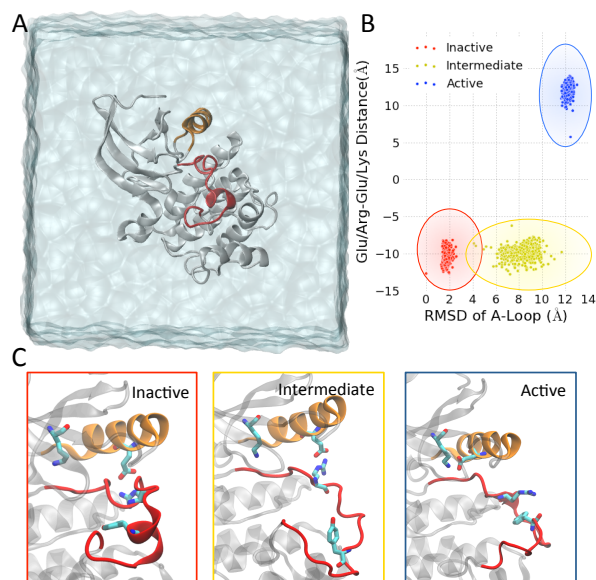 A
B
Inactive
Intermediate
Active
Glu/Arg-Glu/Lys Distance(Å)
15
10
5
0
−5
−10
−15
0 2 4 6 8 10 12 14
RMSD of A-Loop (Å)
C
Inactive
Intermediate
Active